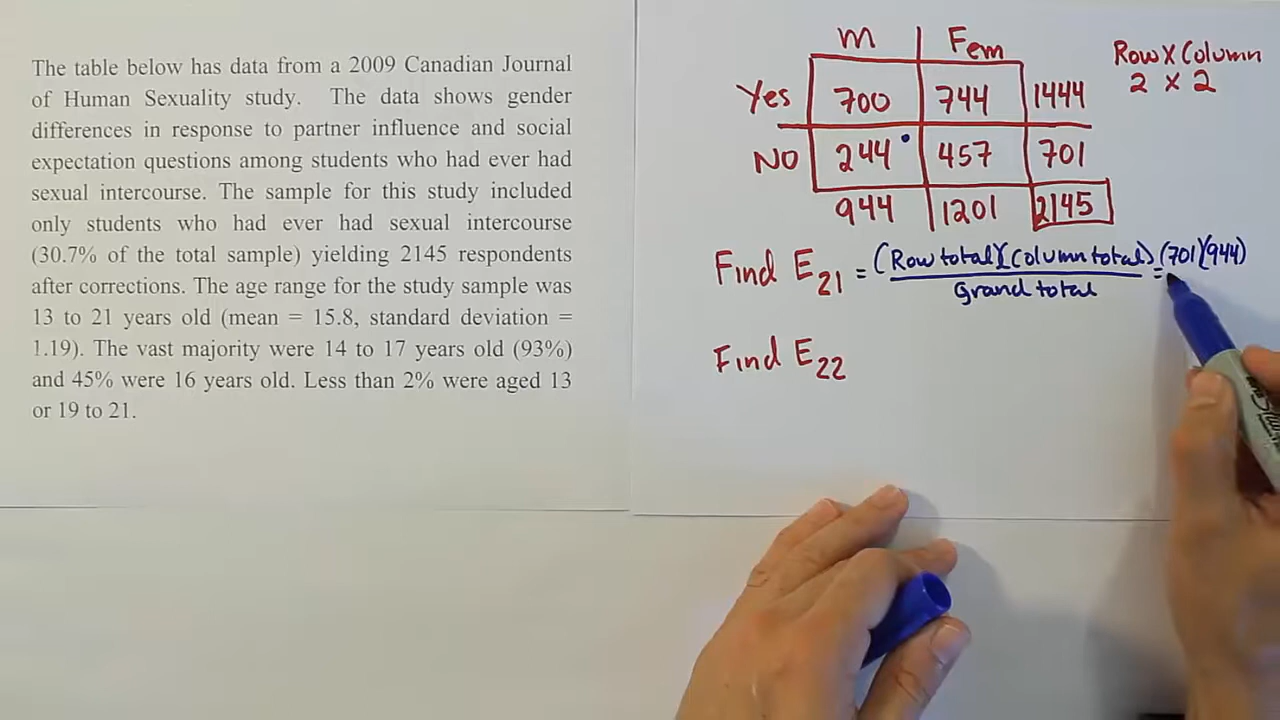 The table below has data from a 2009 Canadian Journal
of Human Sexuality study. The data shows gender
differences in response to partner influence and social
expectation questions among students who had ever had
sexual intercourse. The sample for this study included
only students who had ever had sexual intercourse
(30.7% of the total sample) yielding 2145 respondents
after corrections. The age range for the study sample was
13 to 21 years old (mean = 15.8, standard deviation =
1.19). The vast majority were 14 to 17 years old (93%)
and 45% were 16 years old. Less than 2% were aged 13
or 19 to 21.
m Fem
Yes 700 744 1444
NO 244 457 701
944 1201 2145
Row X Column
2 x 2
Find E21 = (Row total)(Column total) = (701)(944)
Grand total
Find E22